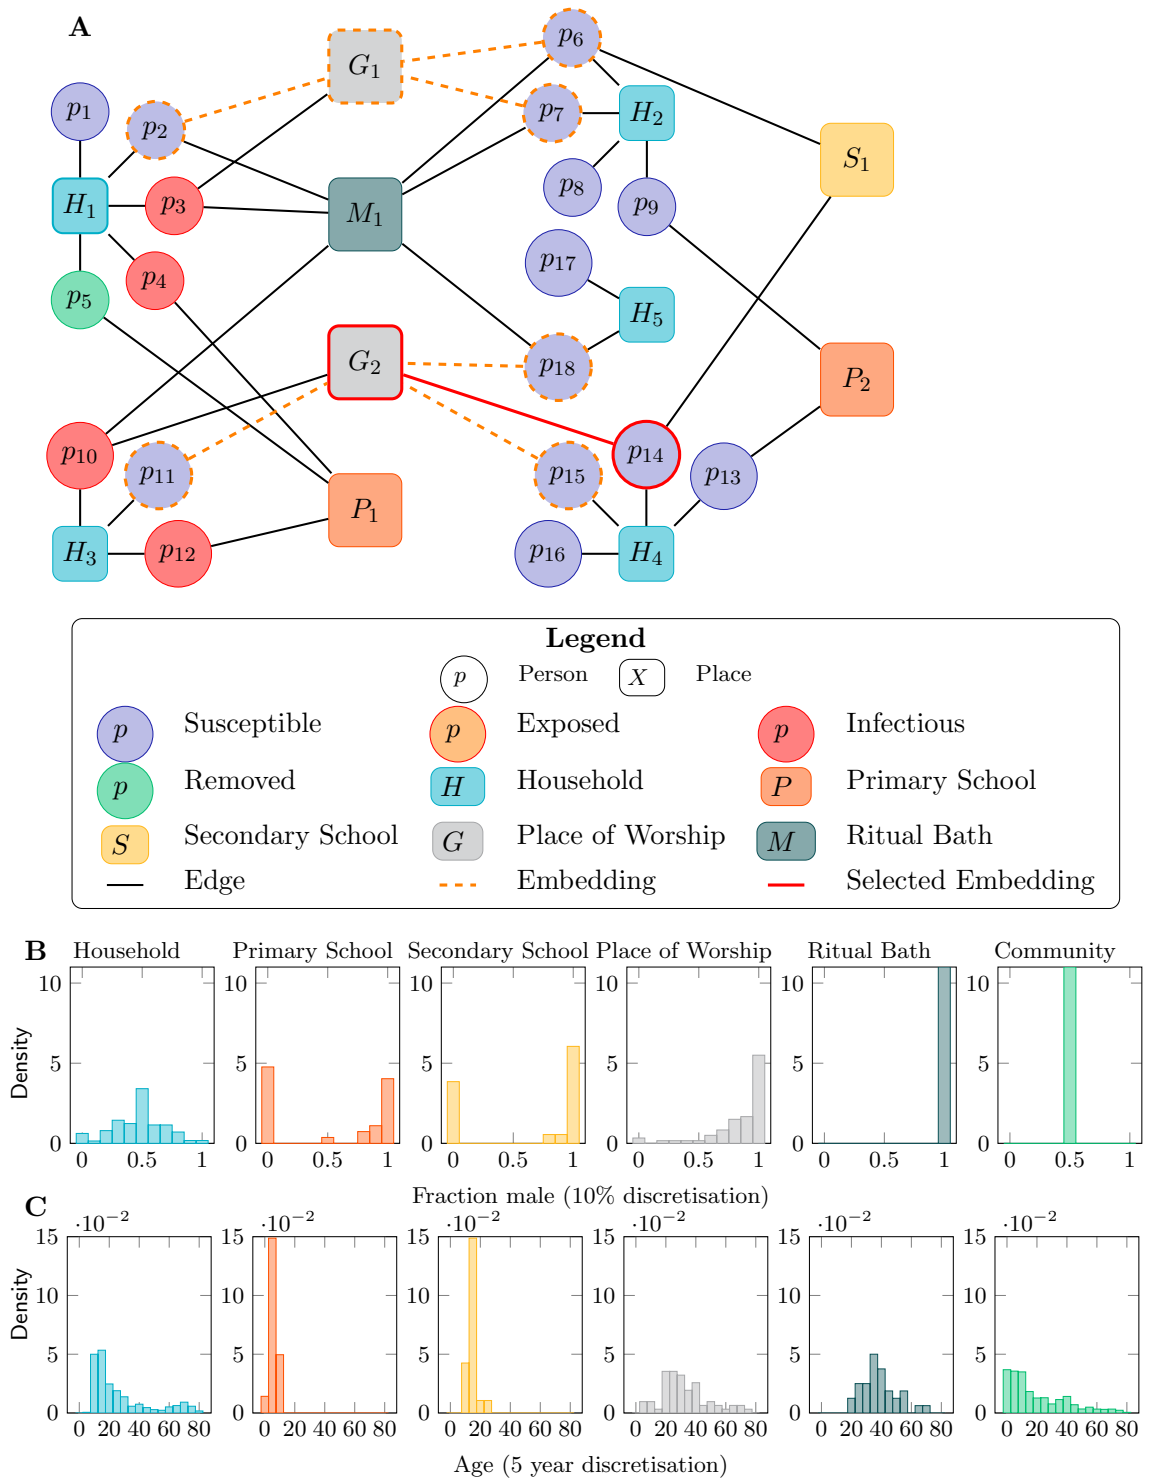 A
p6
G1
p1
p2
p7
H2
S1
p8
p9
H1
p3
M1
p17
p4
p5
H5
G2
p18
P2
p10
p11
p15
p14
p13
P1
H3
p12
p16
H4
Legend
p Person X Place
p Susceptible p Exposed p Infectious
p Removed H Household P Primary School
S Secondary School G Place of Worship M Ritual Bath
Edge Embedding Selected Embedding
B Household Primary School Secondary School Place of Worship Ritual Bath Community
10 10 10 10 10 10
Density
5 5 5 5 5 5
0 0 0 0 0 0
0 0.5 1 0 0.5 1 0 0.5 1 0 0.5 1 0 0.5 1 0 0.5 1
Fraction male (10% discretisation)
C
·10−2 ·10−2 ·10−2 ·10−2 ·10−2 ·10−2
15 15 15 15 15 15
10 10 10 10 10 10
Density
5 5 5 5 5 5
0 0 0 0 0 0
0 20 40 60 80 0 20 40 60 80 0 20 40 60 80 0 20 40 60 80 0 20 40 60 80 0 20 40 60 80
Age (5 year discretisation)